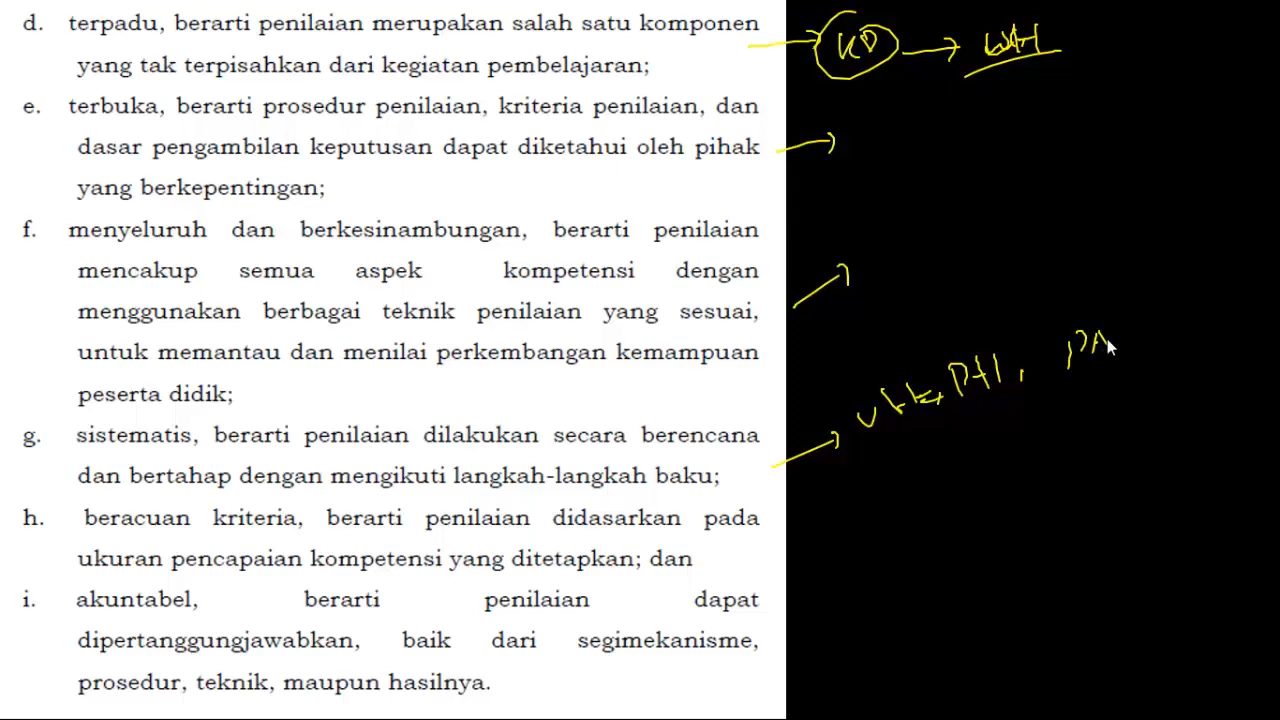 d. terpadu, berarti penilaian merupakan salah satu komponen
yang tak terpisahkan dari kegiatan pembelajaran;
KD
e. terbuka, berarti prosedur penilaian, kriteria penilaian, dan
dasar pengambilan keputusan dapat diketahui oleh pihak
yang berkepentingan;
f. menyeluruh dan berkesinambungan, berarti penilaian
mencakup semua aspek kompetensi dengan
menggunakan berbagai teknik penilaian yang sesuai,
untuk memantau dan menilai perkembangan kemampuan
peserta didik;
g. sistematis, berarti penilaian dilakukan secara berencana
dan bertahap dengan mengikuti langkah-langkah baku;
PA
h. beracuan kriteria, berarti penilaian didasarkan pada
ukuran pencapaian kompetensi yang ditetapkan; dan
i. akuntabel, berarti penilaian dapat
dipertanggungjawabkan, baik dari segimekanisme,
prosedur, teknik, maupun hasilnya.